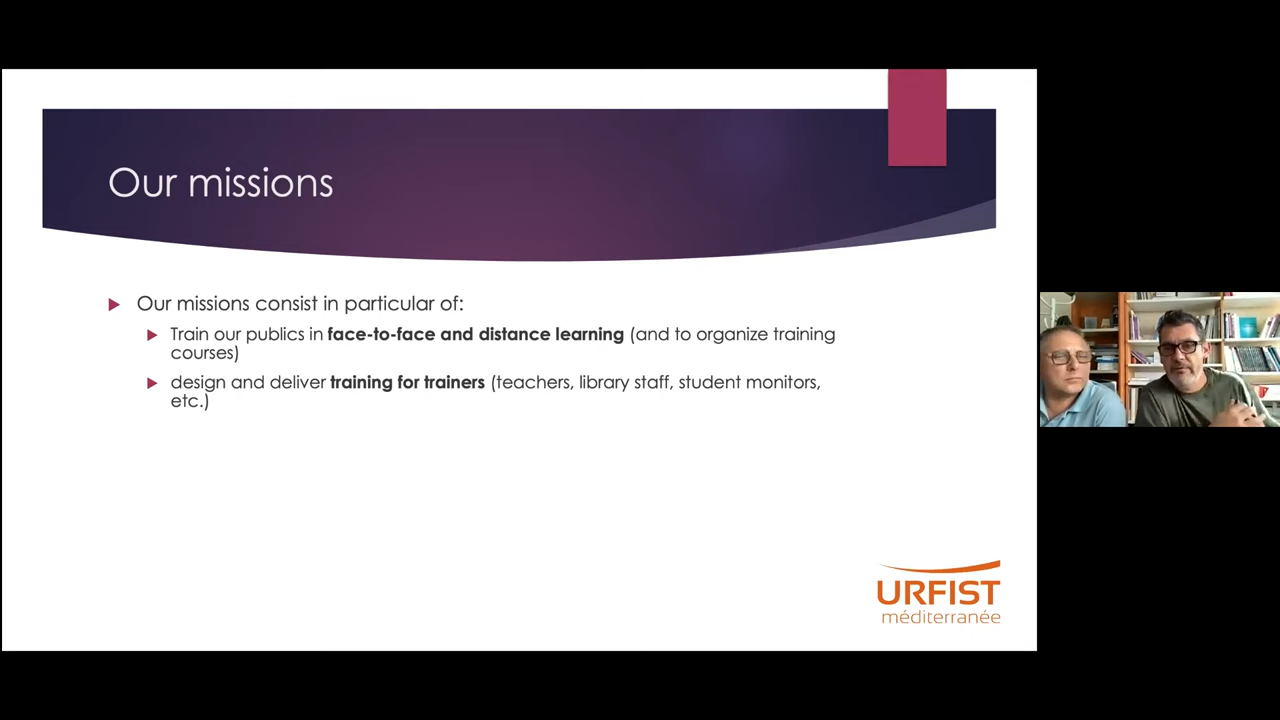 Our missions
Our missions consist in particular of:
Train our publics in face-to-face and distance learning (and to organize training
courses)
design and deliver training for trainers (teachers, library staff, student monitors,
etc.)
URFIST
méditerranée